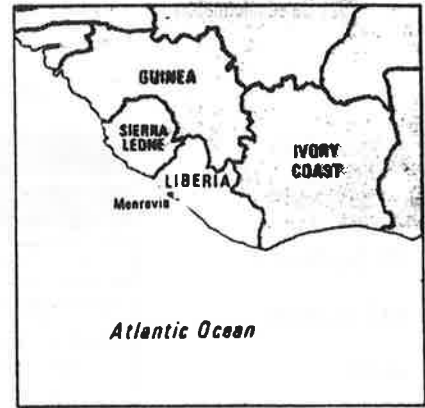 GUINEA
SIERRA
LEONE
IVORY
COAST
LIBERIA
Monrovia
Atlantic Ocean